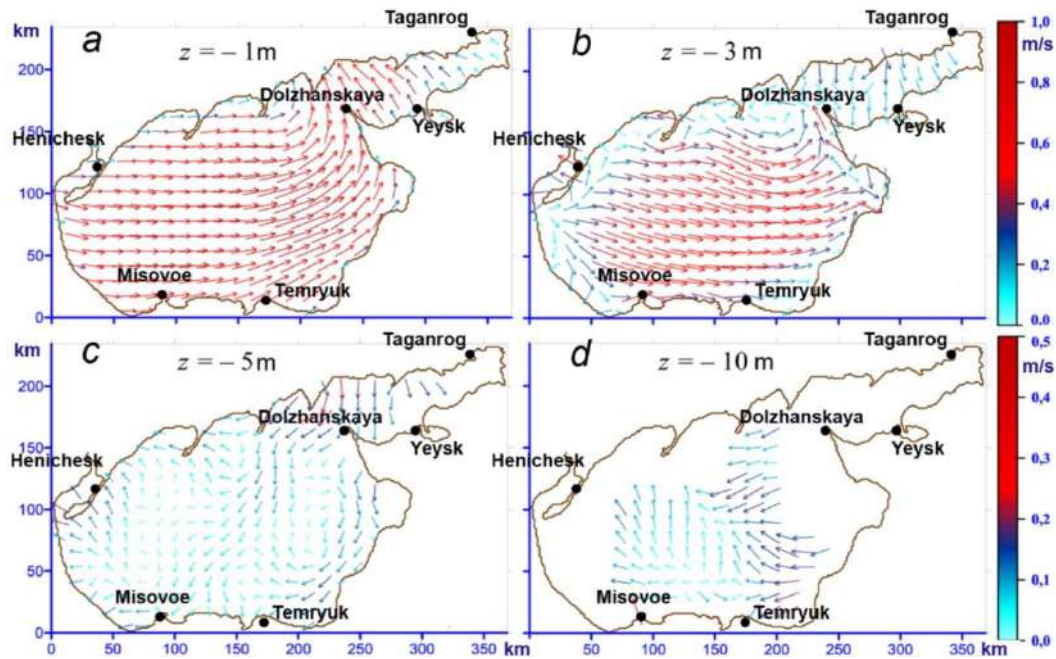 km
a
z = – 1m
Taganrog
200
Dolzhanskaya
150
Yeysk
Henichesk
100
50
Misovoe
Temryuk
0
b
z = – 3 m
Taganrog
Dolzhanskaya
Yeysk
Henichesk
Misovoe
Temryuk
1,0
m/s
0,8
0,6
0,4
0,2
0,0
km
c
z = – 5m
Taganrog
200
Dolzhanskaya
150
Yeysk
Henichesk
100
50
Misovoe
Temryuk
0
0 50 100 150 200 250 300 350 km
d
z = – 10 m
Taganrog
Dolzhanskaya
Yeysk
Henichesk
Misovoe
Temryuk
50 100 150 200 250 300 350 km
0,5
m/s
0,4
0,3
0,2
0,1
0,0